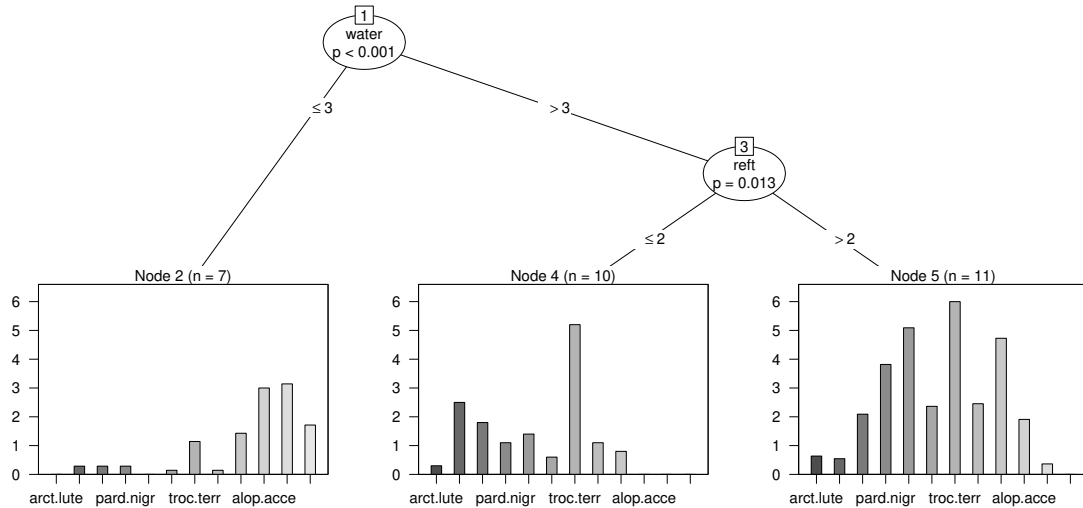 1
water
p < 0.001
≤ 3
> 3
3
reft
p = 0.013
≤ 2
> 2
Node 2 (n = 7)
6
5
4
3
2
1
0
arct.lute pard.nigr troc.terr alop.acce
Node 4 (n = 10)
6
5
4
3
2
1
0
arct.lute pard.nigr troc.terr alop.acce
Node 5 (n = 11)
6
5
4
3
2
1
0
arct.lute pard.nigr troc.terr alop.acce